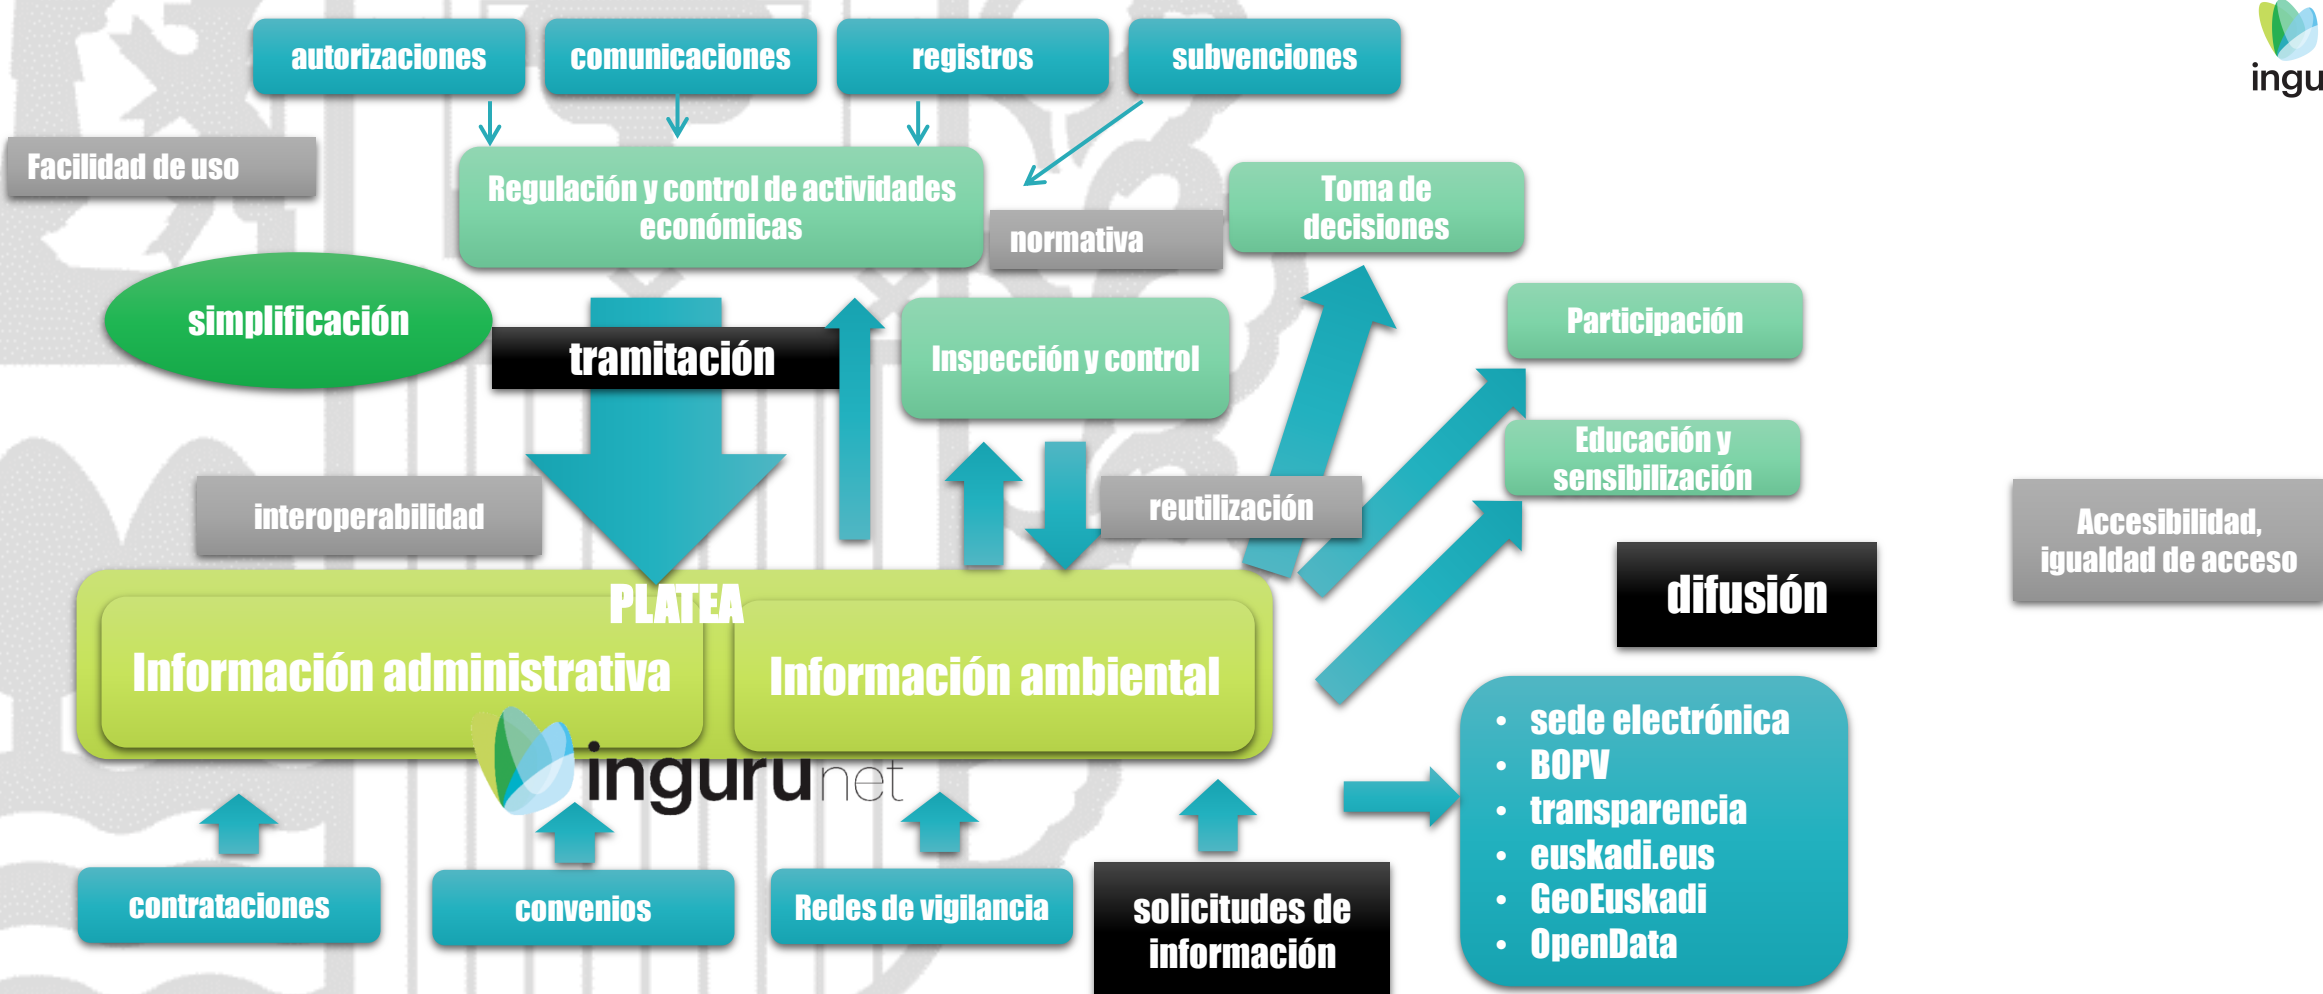 autorizaciones
comunicaciones
registros
subvenciones
ingu
Facilidad de uso
Regulación y control de actividades
económicas
normativa
Toma de
decisiones
simplificación
tramitación
Inspección y control
Participación
Educación y
sensibilización
interoperabilidad
reutilización
Accesibilidad,
igualdad de acceso
difusión
PLATEA
Información administrativa
Información ambiental
ingurunet
• sede electrónica
• BOPV
• transparencia
• euskadi.eus
• GeoEuskadi
• OpenData
contrataciones
convenios
Redes de vigilancia
solicitudes de
información